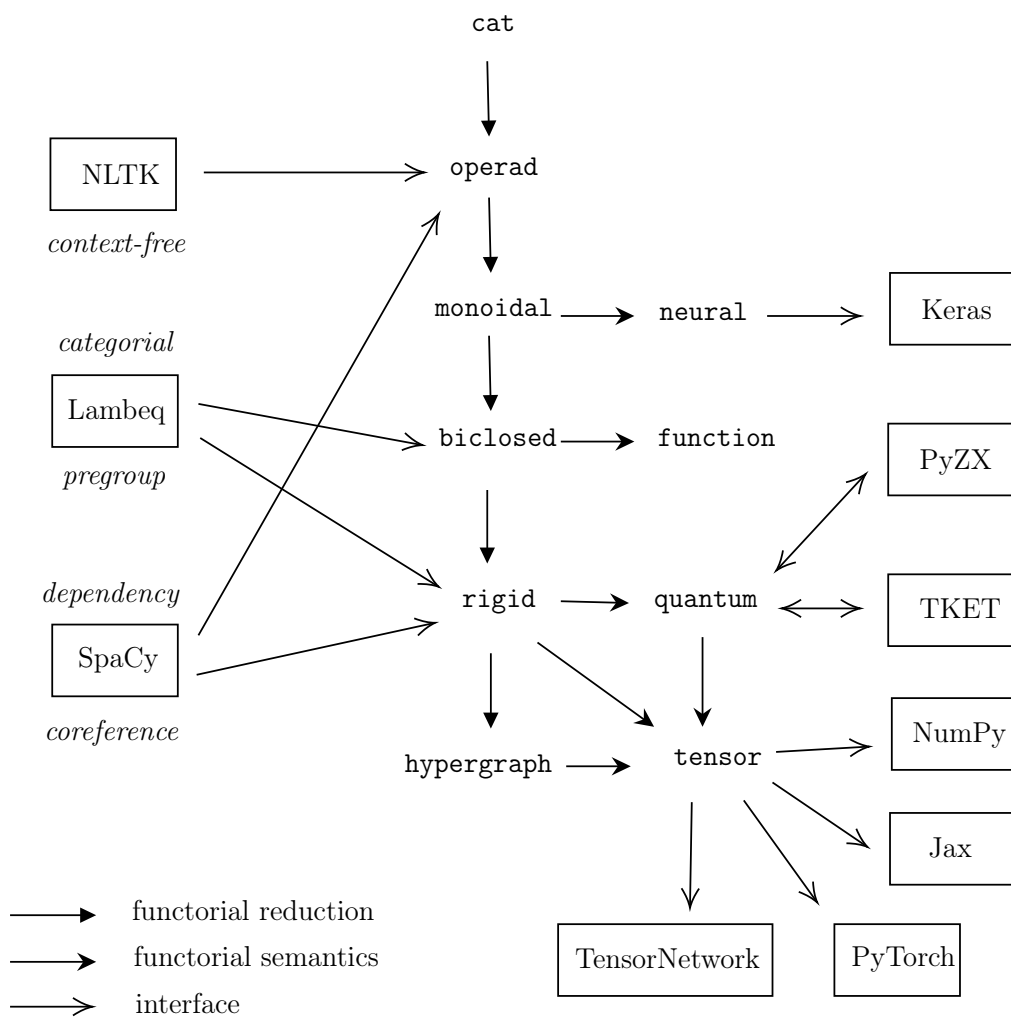 cat
NLTK
operad
context-free
monoidal
neural
Keras
categorial
Lambeq
biclosed
function
PyZX
pregroup
dependency
rigid
quantum
TKET
SpaCy
coreference
hypergraph
tensor
NumPy
Jax
functorial reduction
functorial semantics
interface
TensorNetwork
PyTorch